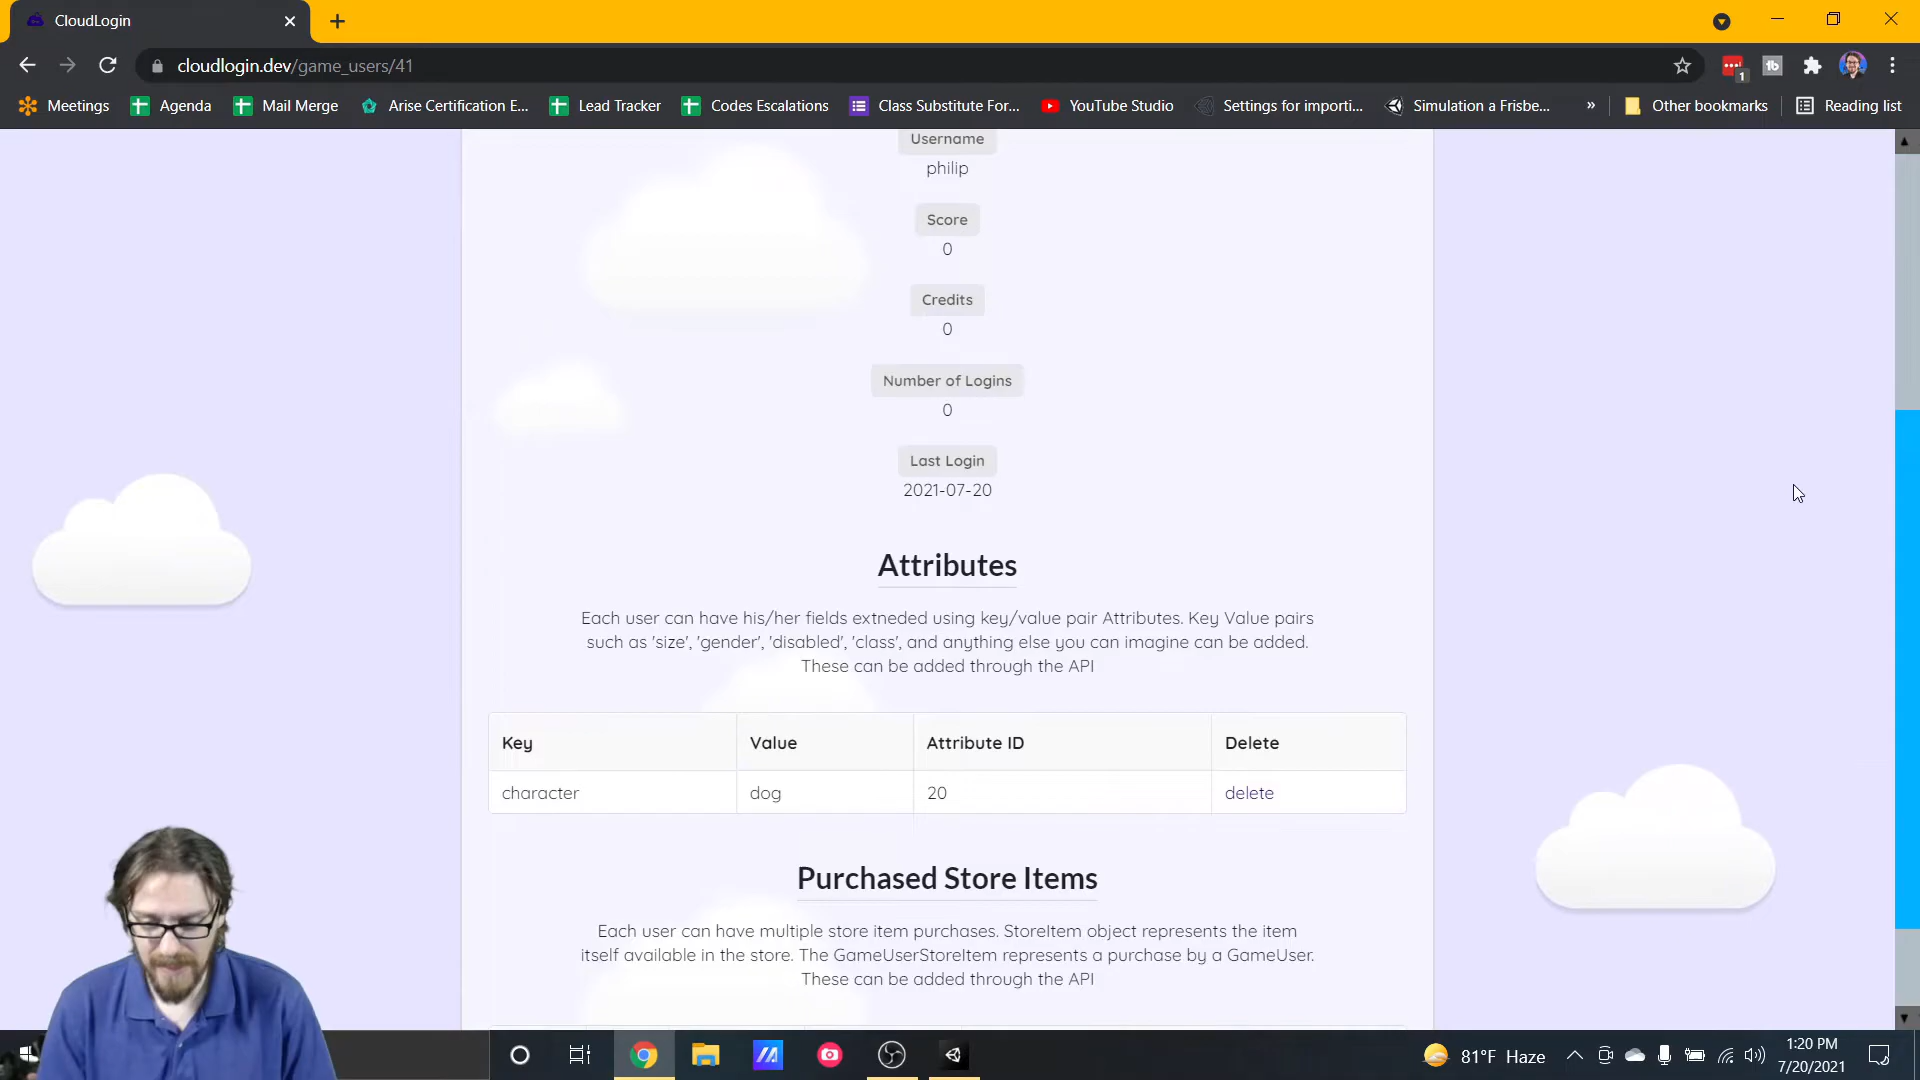 CloudLogin
cloudlogin.dev/game_users/41
1
Meetings
Agenda
Mail Merge
Arise Certification E...
Lead Tracker
Codes Escalations
Class Substitute For...
YouTube Studio
Settings for importi...
Simulation a Frisbe...
»
Other bookmarks
Reading list
Username
philip
Score
0
Credits
0
Number of Logins
0
Last Login
2021-07-20
Attributes
Each user can have his/her fields extneded using key/value pair Attributes. Key Value pairs
such as 'size', 'gender', 'disabled', 'class', and anything else you can imagine can be added.
These can be added through the API
Key Value Attribute ID Delete
character dog 20 delete
Purchased Store Items
Each user can have multiple store item purchases. StoreItem object represents the item
itself available in the store. The GameUserStoreItem represents a purchase by a GameUser.
These can be added through the API
81°F Haze
1:20 PM
7/20/2021